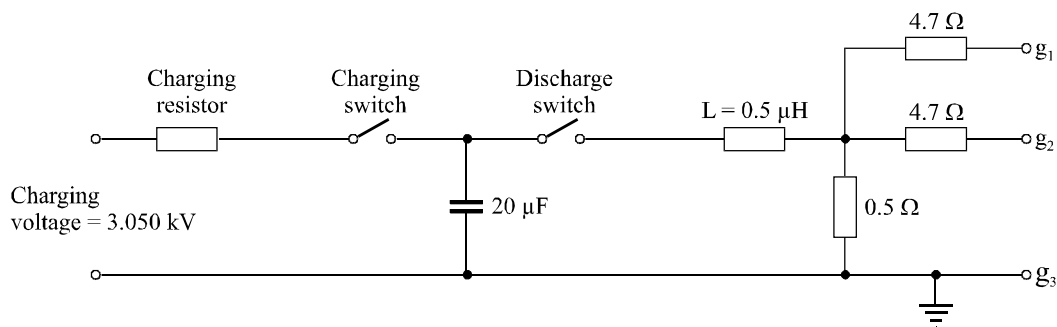 4.7 Ω
g₁
Charging
resistor
Charging
switch
Discharge
switch
L = 0.5 µH
4.7 Ω
g₂
Charging
voltage = 3.050 kV
20 µF
0.5 Ω
g₃